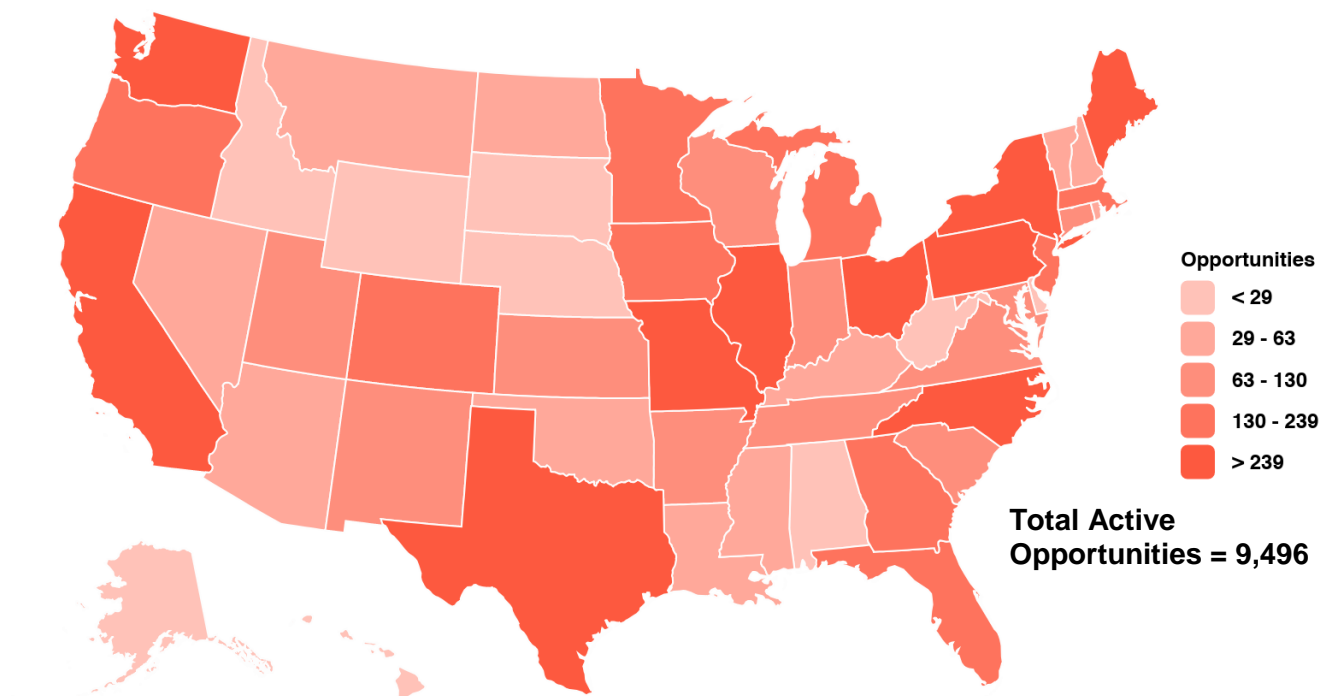 Opportunities
< 29
29 - 63
63 - 130
130 - 239
> 239
Total Active
Opportunities = 9,496